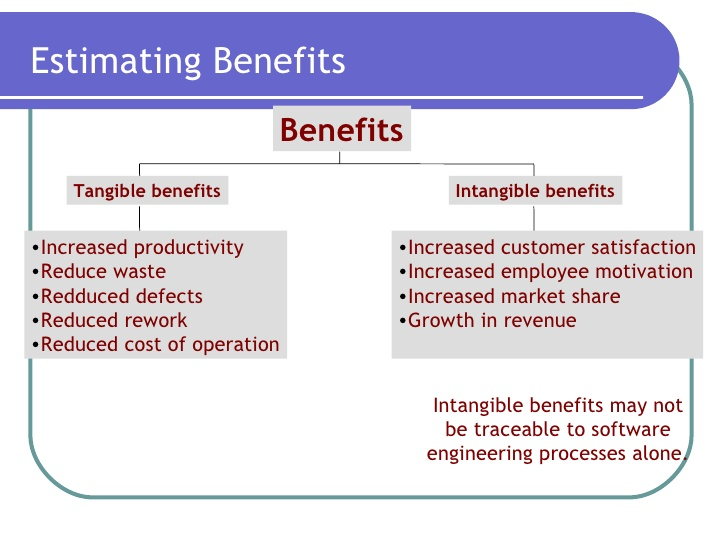 Estimating Benefits
Benefits
Tangible benefits
Intangible benefits
•Increased productivity
•Reduce waste
•Redduced defects
•Reduced rework
•Reduced cost of operation
•Increased customer satisfaction
•Increased employee motivation
•Increased market share
•Growth in revenue
Intangible benefits may not
be traceable to software
engineering processes alone.